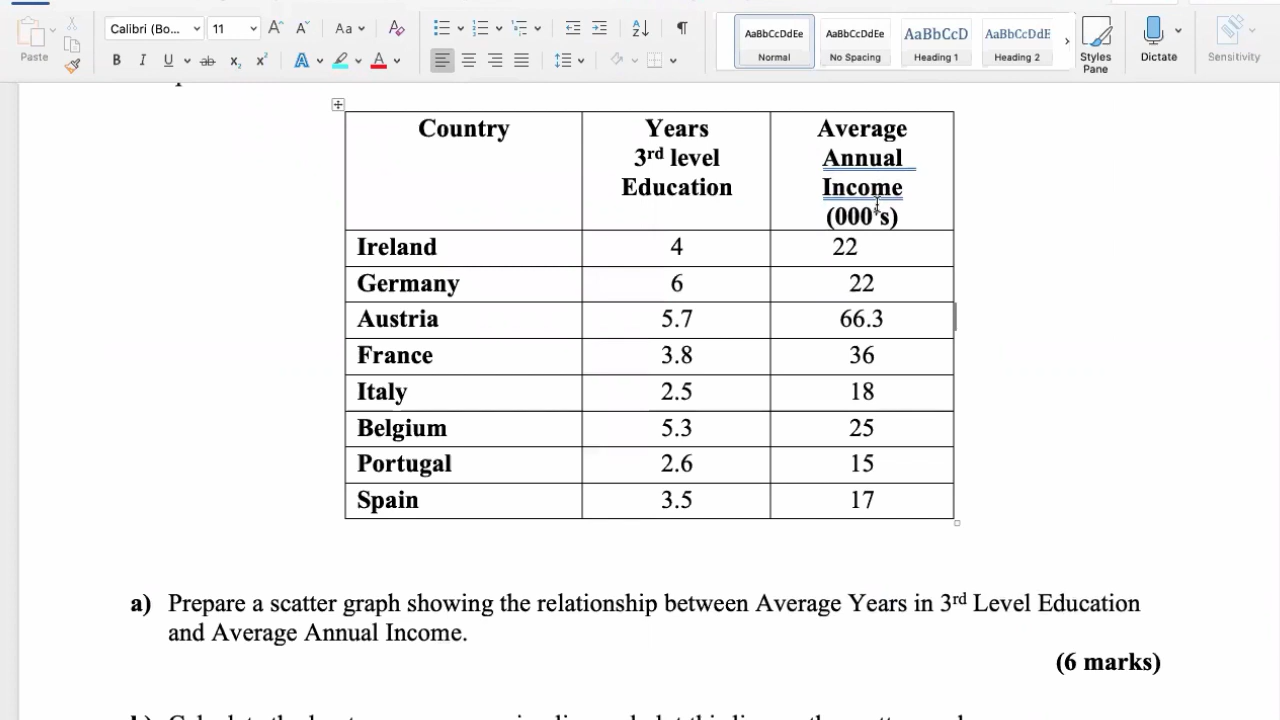 Calibri (Bo... 11 Aa
Paste B I U ab x₂ x² A A
AaBbCcDdEe AaBbCcDdEe AaBbCcD AaBbCcDdE
Normal No Spacing Heading 1 Heading 2 Styles Pane Dictate Sensitivity
Country Years 3rd level Education Average Annual Income (000's)
Ireland 4 22
Germany 6 22
Austria 5.7 66.3
France 3.8 36
Italy 2.5 18
Belgium 5.3 25
Portugal 2.6 15
Spain 3.5 17
a) Prepare a scatter graph showing the relationship between Average Years in 3rd Level Education
and Average Annual Income.
(6 marks)